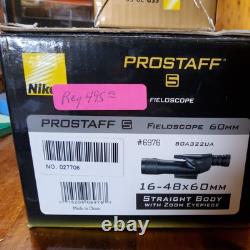 PROSTAFF
5
FIELDSCOPE
Nikon
Reg 495 00
PROSTAFF 5 FIELDSCOPE 60MM
#6976 BDA322UA
NO. 027706
16-48x60MM
STRAIGHT BODY
WITH ZOOM EYEPIECE
Made in China